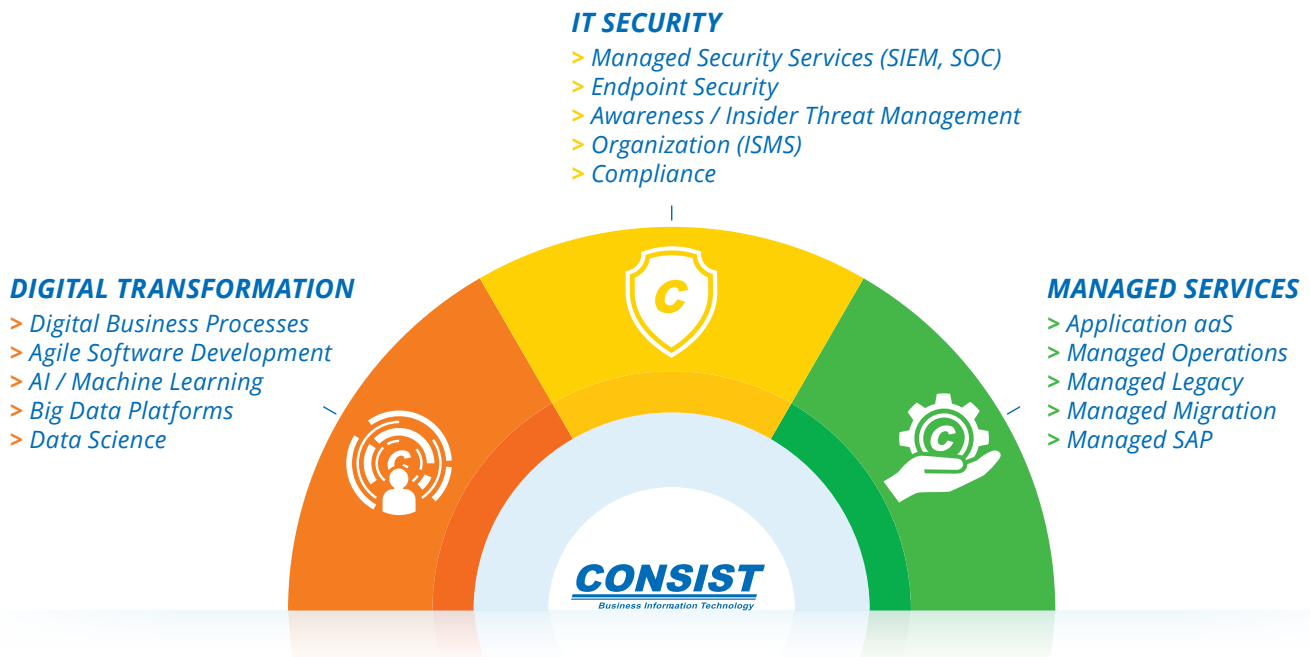 IT SECURITY
> Managed Security Services (SIEM, SOC)
> Endpoint Security
> Awareness / Insider Threat Management
> Organization (ISMS)
> Compliance
DIGITAL TRANSFORMATION
> Digital Business Processes
> Agile Software Development
> AI / Machine Learning
> Big Data Platforms
> Data Science
MANAGED SERVICES
> Application aaS
> Managed Operations
> Managed Legacy
> Managed Migration
> Managed SAP
C
C
C
CONSIST
Business Information Technology